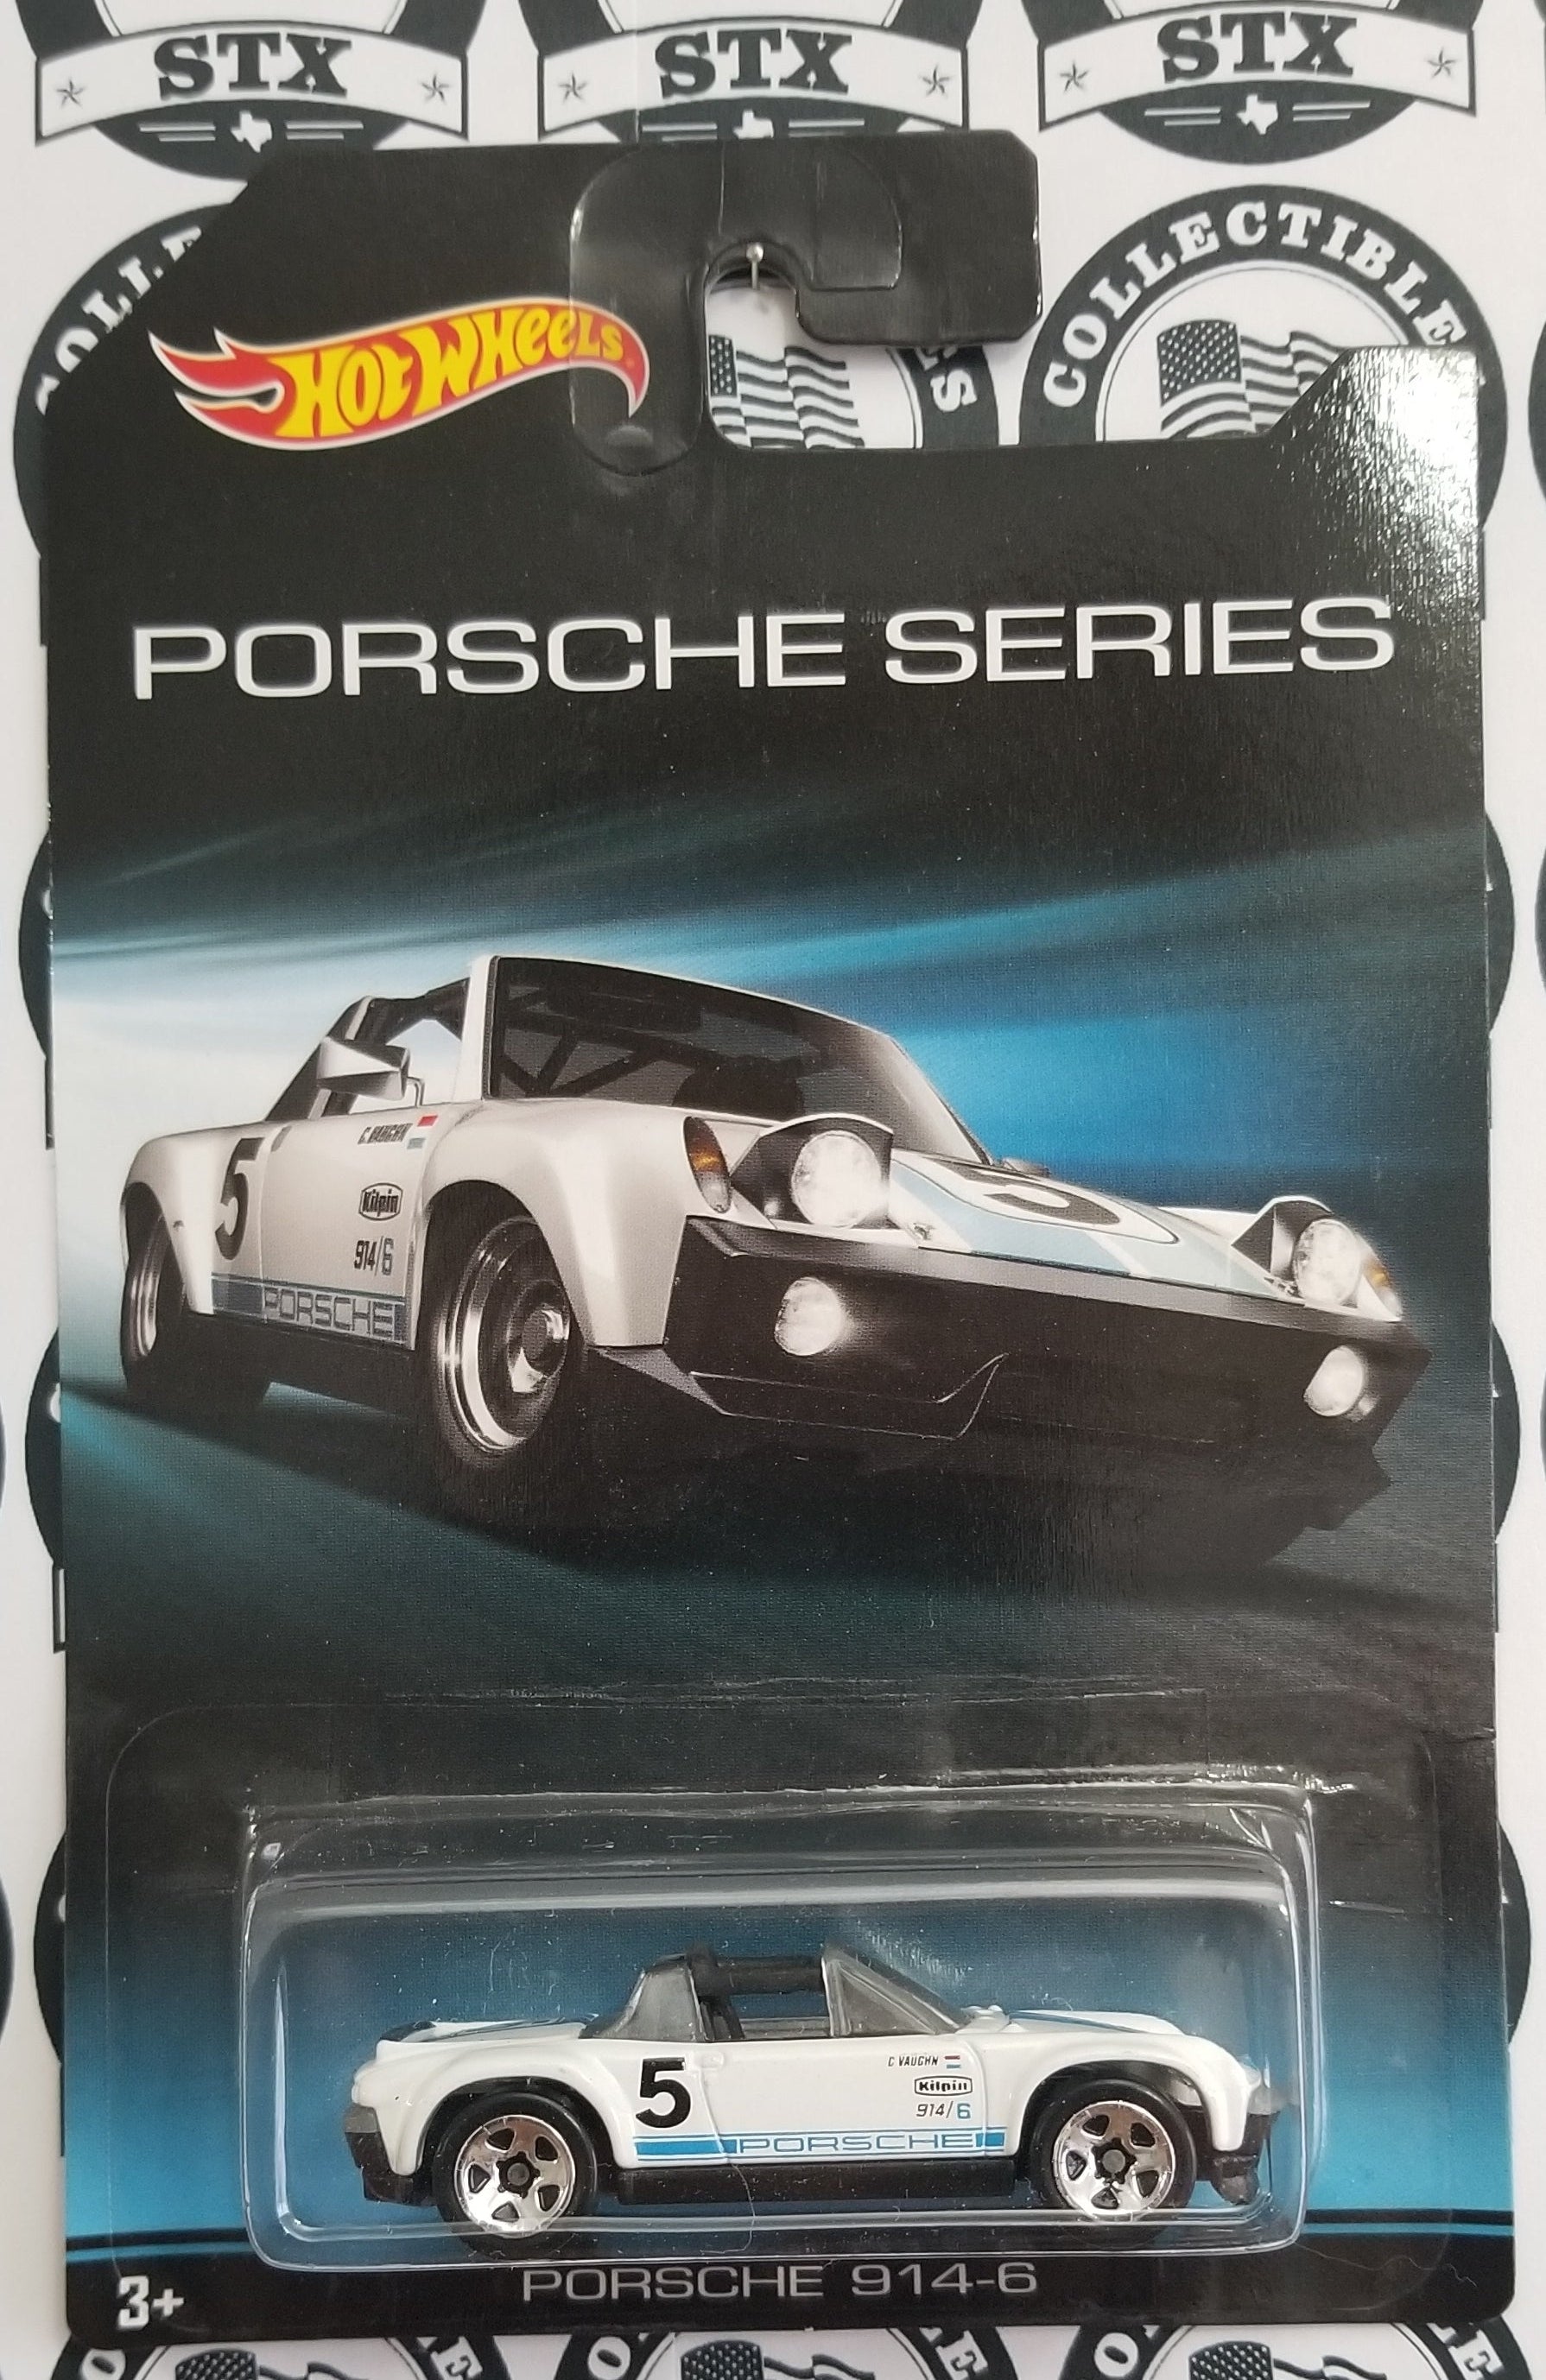 STX
STX
STX
COLLECTIBLE
HOT WHEELS
PORSCHE SERIES
C. VAUGHN
5
Kilpin
914/6
PORSCHE
5
C VAUGHN
5
Kilpin
914/6
PORSCHE
PORSCHE 914-6
3+